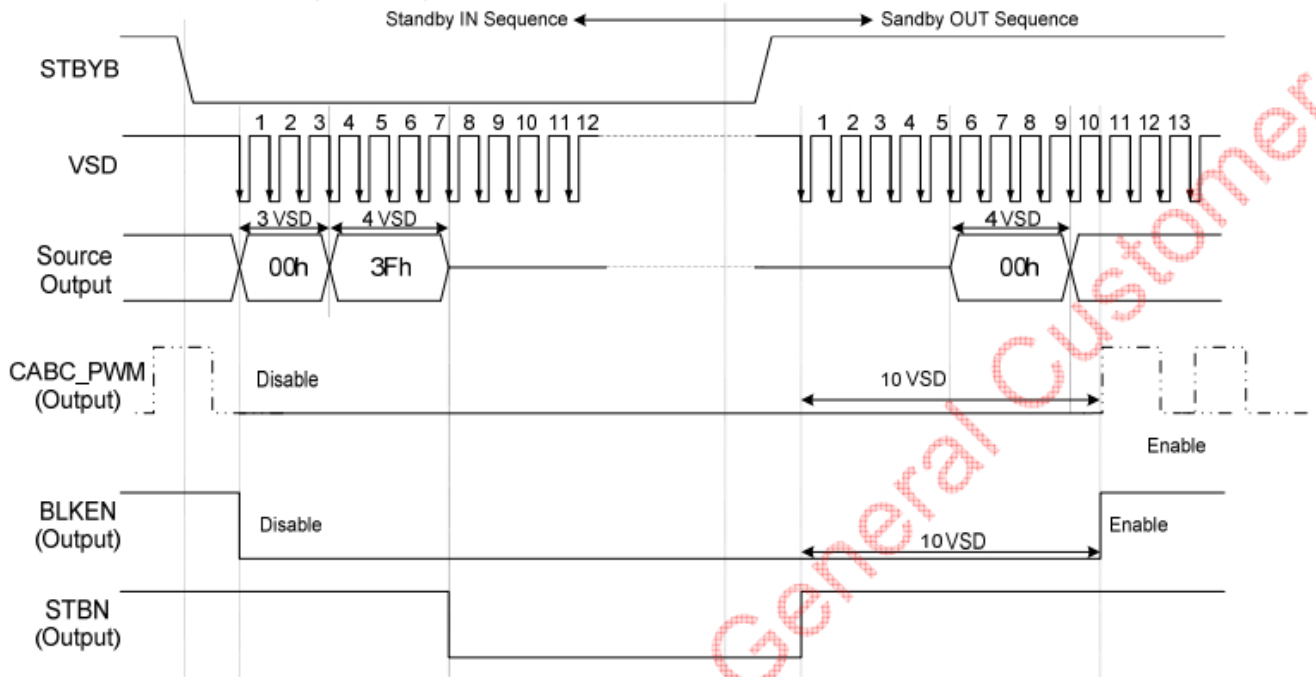 Standby IN Sequence Sandby OUT Sequence
STBYB
1 2 3 4 5 6 7 8 9 10 11 12 1 2 3 4 5 6 7 8 9 10 11 12 13
VSD
3 VSD 4 VSD 4 VSD
Source
Output
00h 3Fh 00h
CABC_PWM
(Output)
Disable 10 VSD
Enable
BLKEN
(Output)
Disable 10 VSD Enable
STBN
(Output)
General Customer